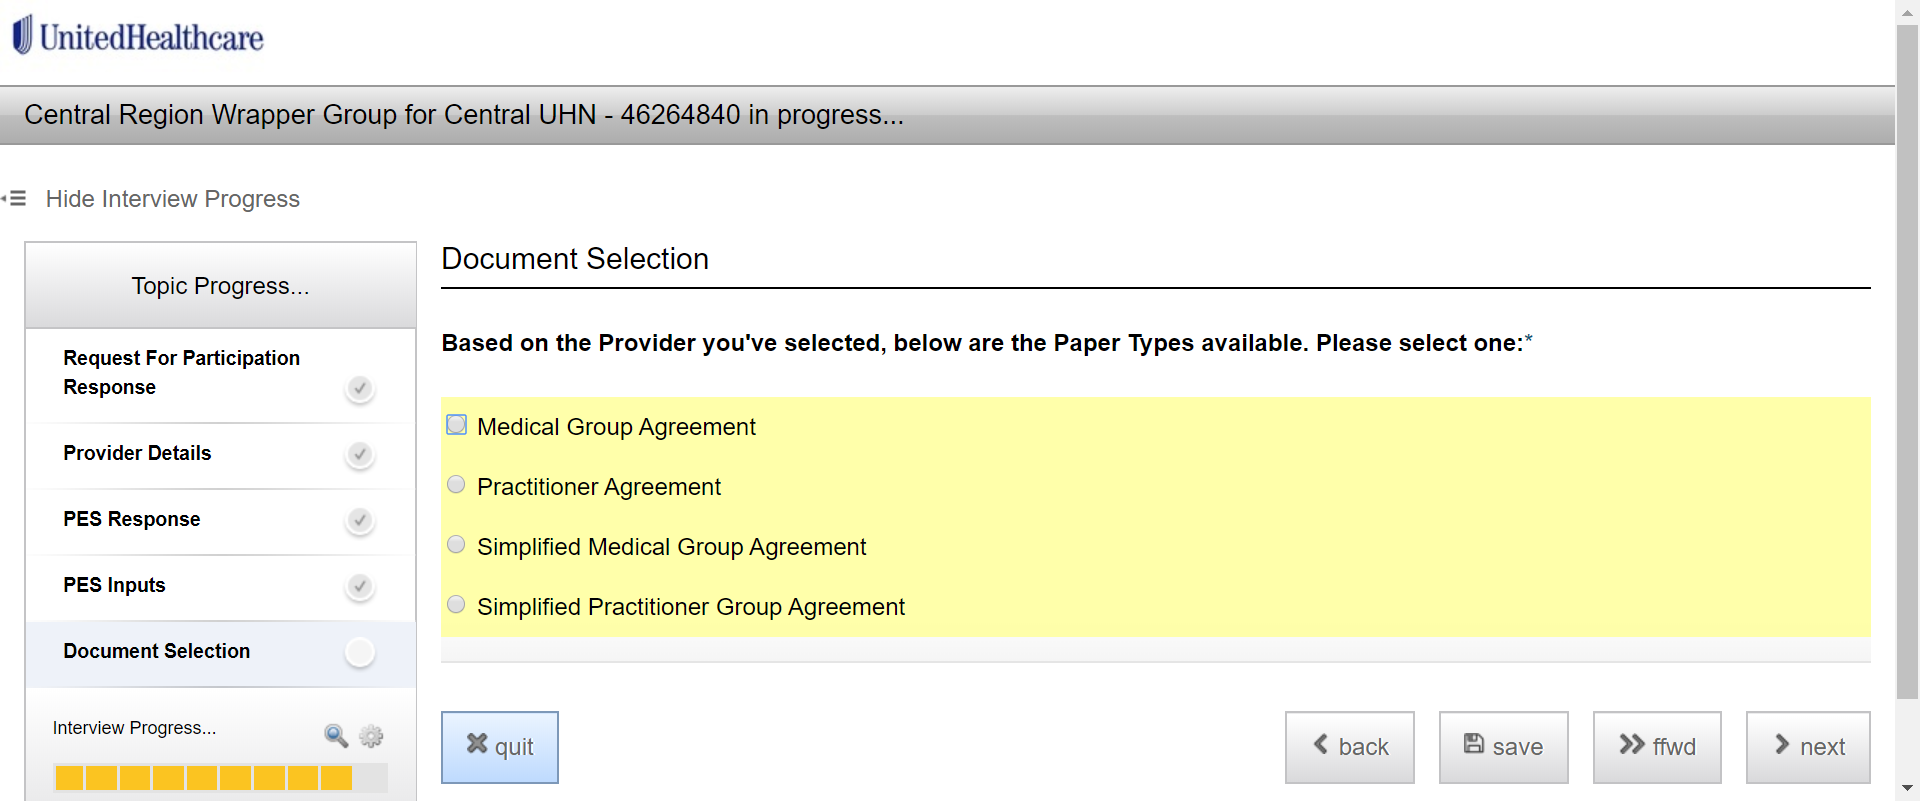 UnitedHealthcare
Central Region Wrapper Group for Central UHN - 46264840 in progress...
Hide Interview Progress
Topic Progress...
Request For Participation
Response
Provider Details
PES Response
PES Inputs
Document Selection
Interview Progress...
Document Selection
Based on the Provider you've selected, below are the Paper Types available. Please select one:*
Medical Group Agreement
Practitioner Agreement
Simplified Medical Group Agreement
Simplified Practitioner Group Agreement
quit
back
save
ffwd
next